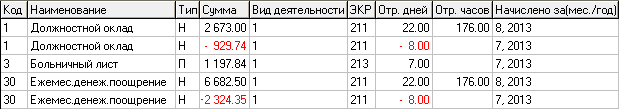 Код Наименование Тип Сумма Вид деятельности ЭКР Отр. дней Отр. часов Начислено за(мес./год)
1 Должностной оклад Н 2 673.00 1 211 22.00 176.00 8, 2013
1 Должностной оклад Н - 929.74 1 211 - 8.00 7, 2013
3 Больничный лист П 1 197.84 1 213 7.00 7, 2013
30 Ежемес.денеж.поощрение Н 6 682.50 1 211 22.00 176.00 8, 2013
30 Ежемес.денеж.поощрение Н -2 324.35 1 211 - 8.00 7, 2013